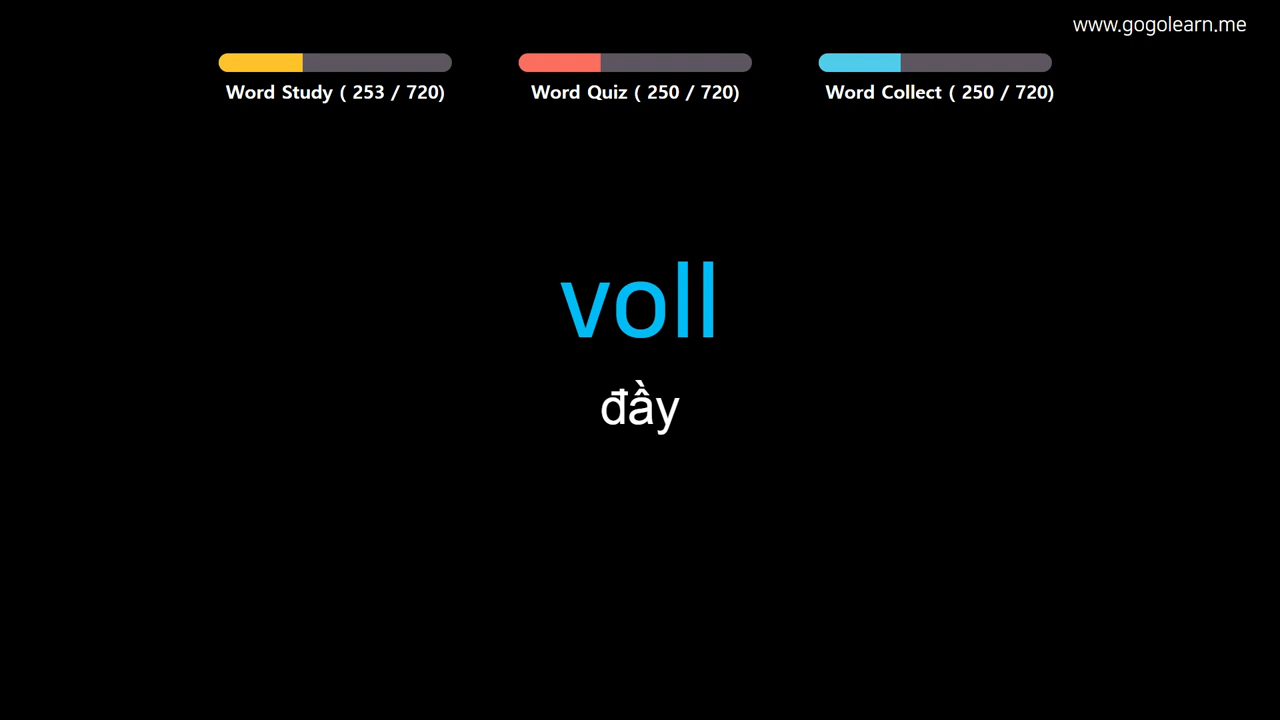 www.gogolearn.me
Word Study ( 253 / 720)
Word Quiz ( 250 / 720)
Word Collect ( 250 / 720)
voll
đầy